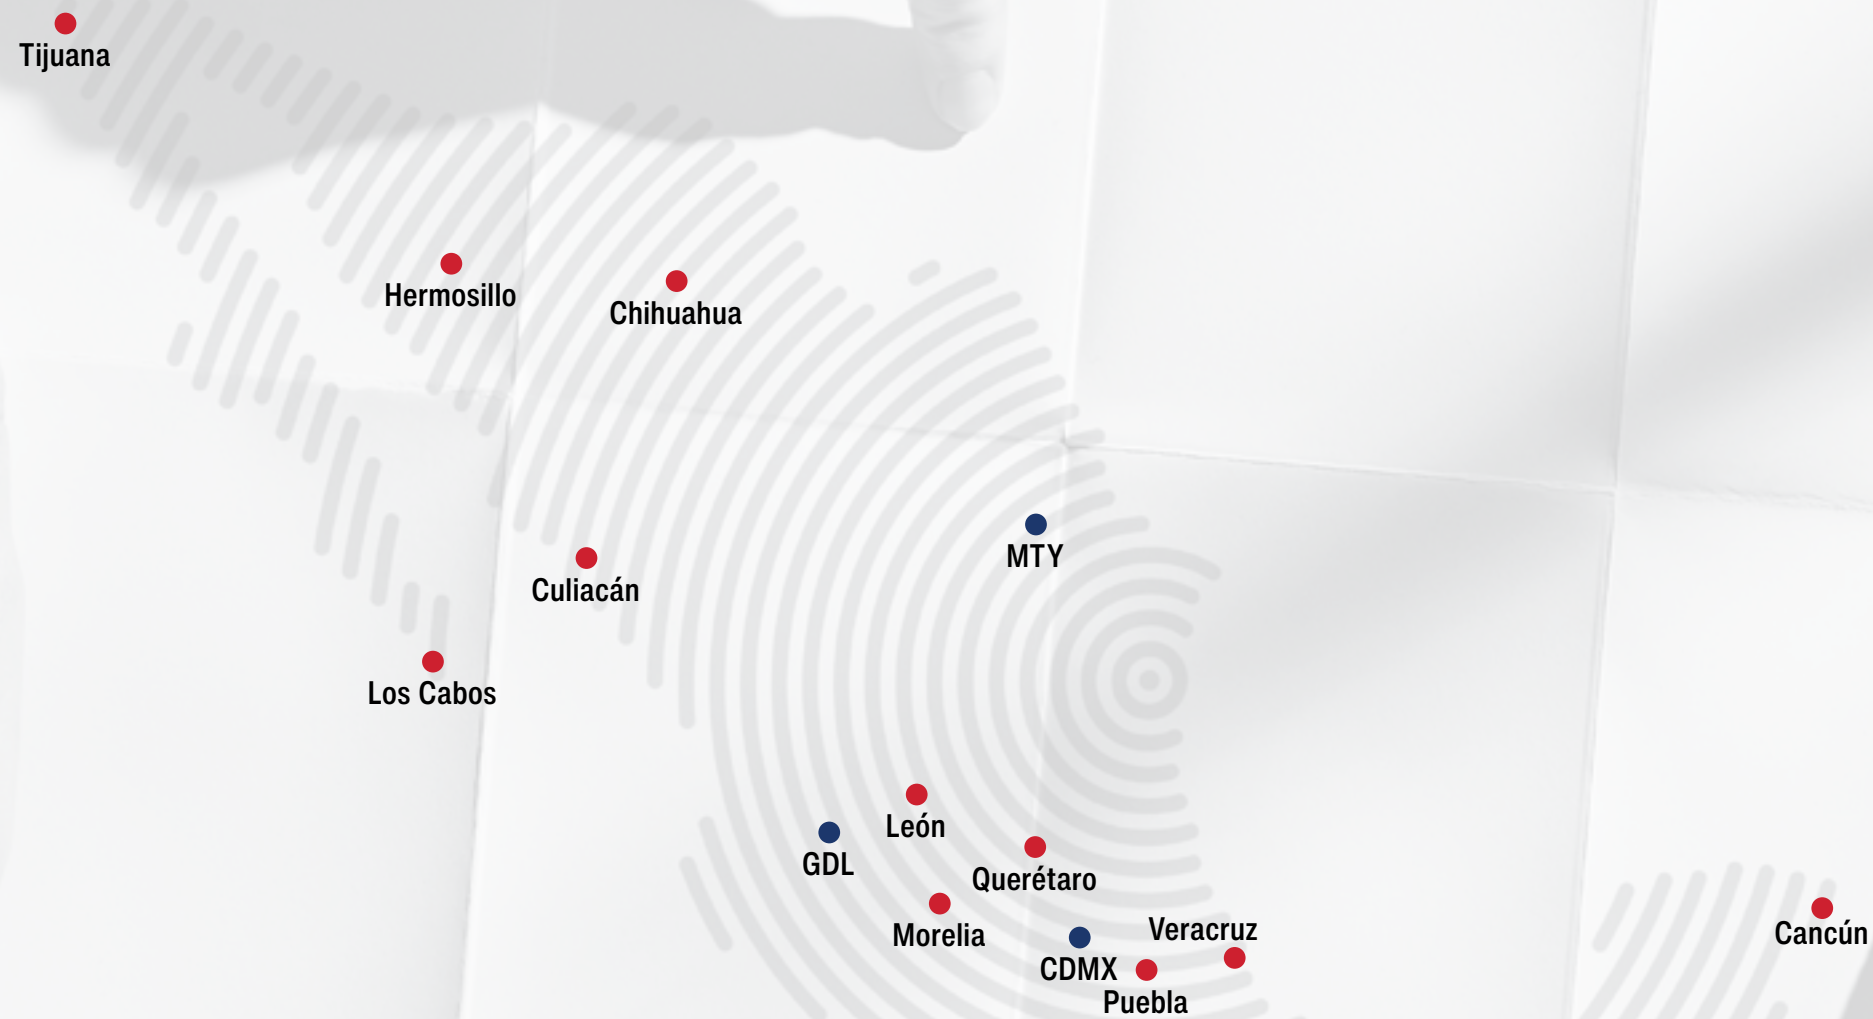 Tijuana
Hermosillo
Chihuahua
MTY
Culiacán
Los Cabos
León
GDL
Querétaro
Morelia
Veracruz
Cancún
CDMX
Puebla